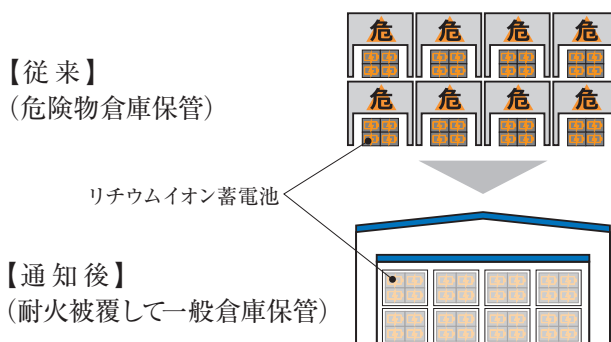 危 危 危 危
【従来】
(危険物倉庫保管)
危 危 危 危
リチウムイオン蓄電池
【通知後】
(耐火被覆して一般倉庫保管)